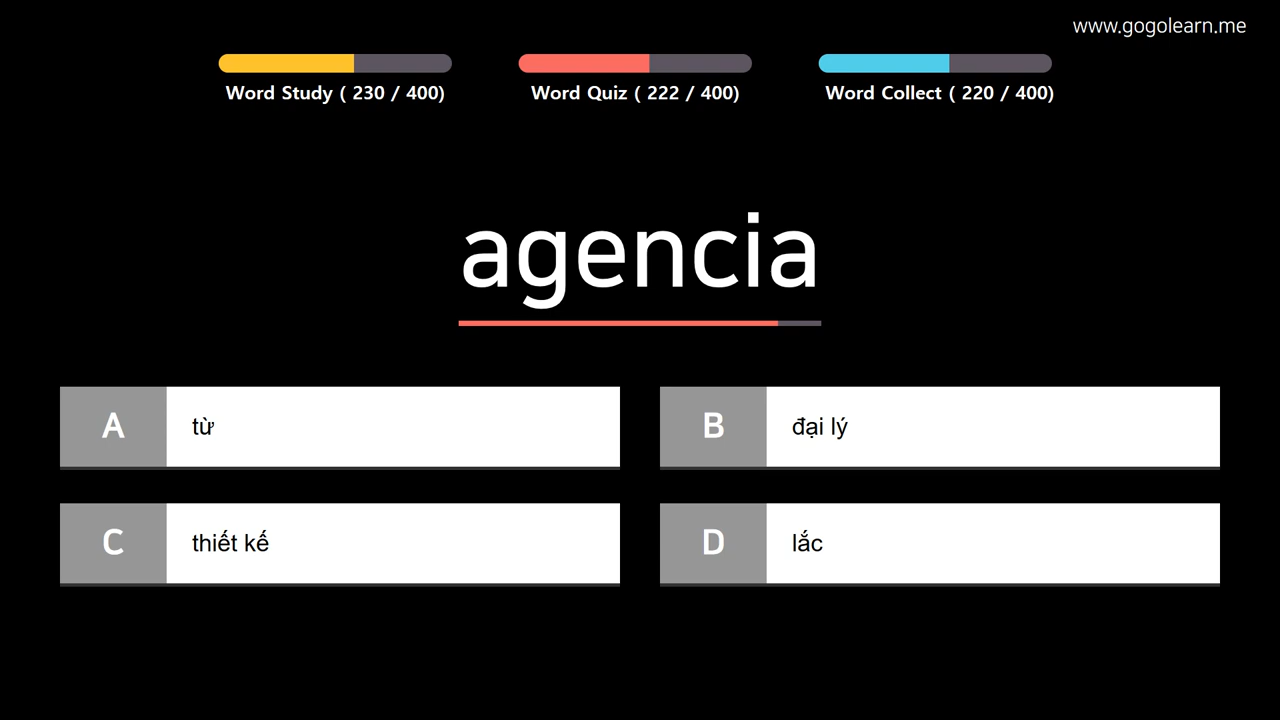 www.gogolearn.me
Word Study ( 230 / 400)
Word Quiz ( 222 / 400)
Word Collect ( 220 / 400)
agencia
A
từ
B
đại lý
C
thiết kế
D
lắc